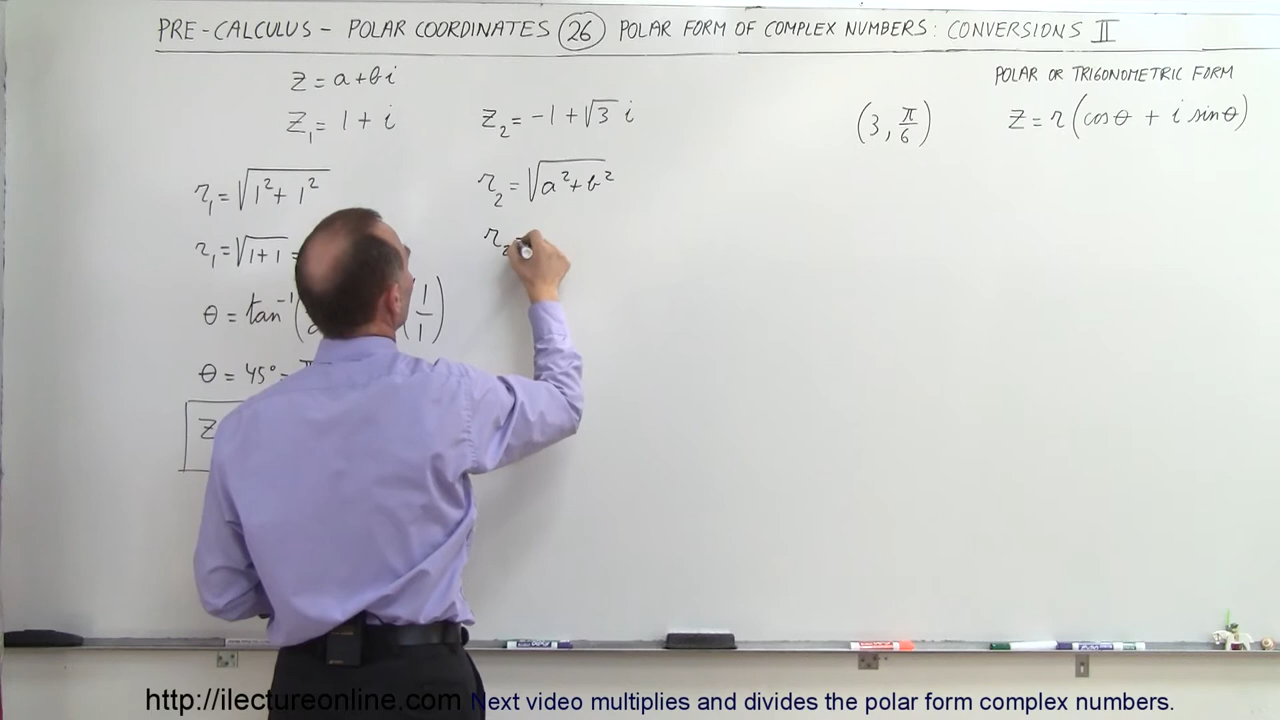 PRE-CALCULUS - POLAR COORDINATES 26 POLAR FORM OF COMPLEX NUMBERS: CONVERSIONS II
z = a + bi
z₁ = 1 + i
r₁ = √(1² + 1²)
r₁ = √(1+1) =
θ = tan⁻¹( (1/1)
θ = 45° =
z
z₂ = -1 + √3 i
r₂ = √(a² + b²)
r₂ =
(3, π/6)
POLAR OR TRIGONOMETRIC FORM
z = r (cos θ + i sin θ)
http://ilectureonline.com Next video multiplies and divides the polar form complex numbers.